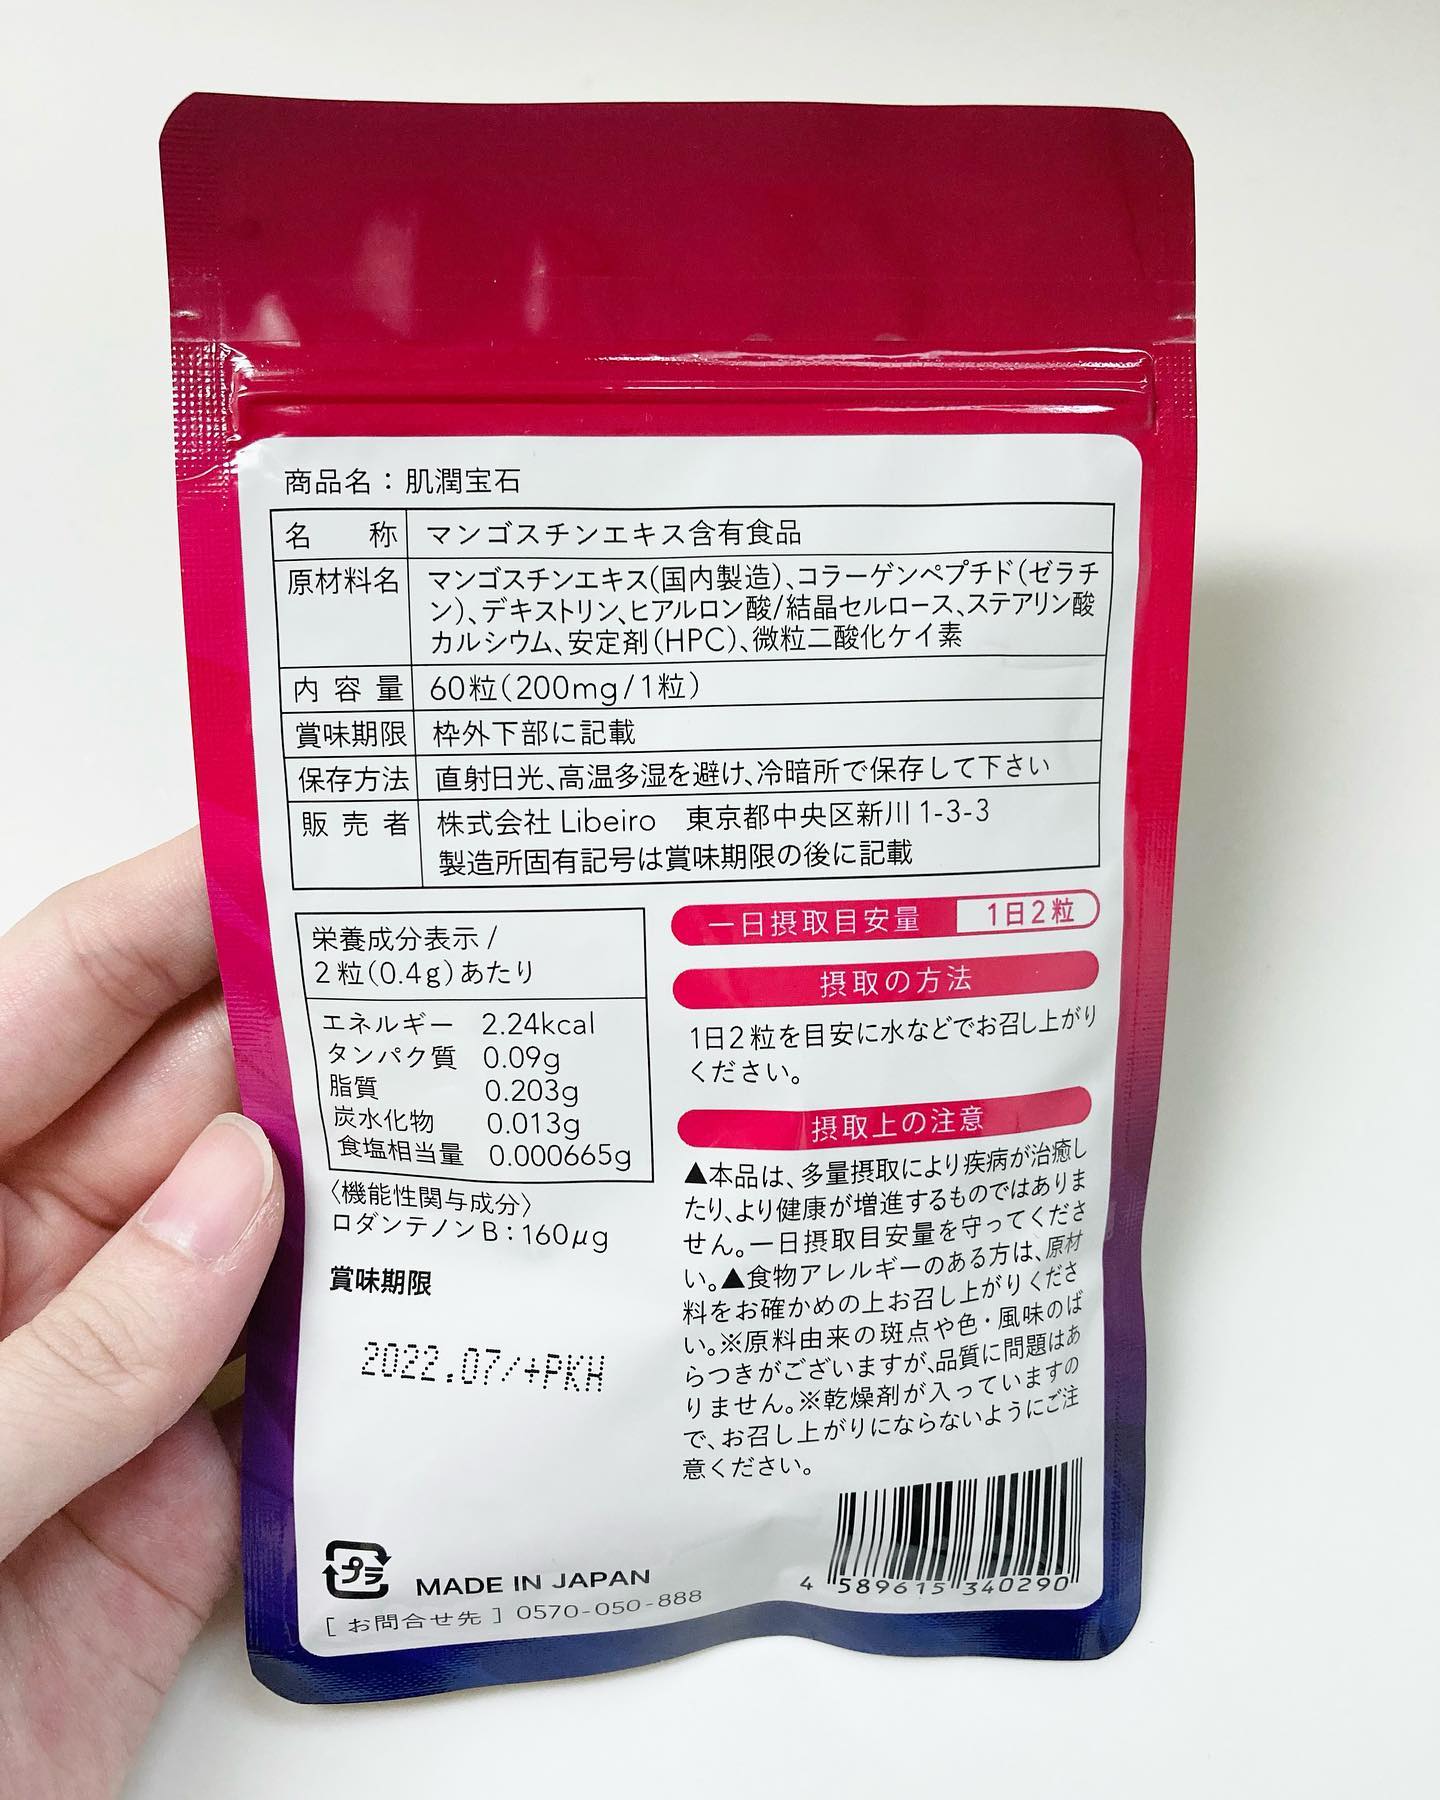 商品名：肌潤宝石
名 称 マンゴスチンエキス含有食品
原材料名 マンゴスチンエキス(国内製造)、コラーゲンペプチド(ゼラチ
ン)、デキストリン、ヒアルロン酸/結晶セルロース、ステアリン酸
カルシウム、安定剤(HPC)、微粒二酸化ケイ素
内容量 60粒(200mg/1粒)
賞味期限 枠外下部に記載
保存方法 直射日光、高温多湿を避け、冷暗所で保存して下さい
販売者 株式会社 Libeiro 東京都中央区新川 1-3-3
製造所固有記号は賞味期限の後に記載
栄養成分表示 /
2粒(0.4g)あたり
エネルギー 2.24kcal
タンパク質 0.09g
脂質 0.203g
炭水化物 0.013g
食塩相当量 0.000665g
〈機能性関与成分〉
ロダンテノンB：160μg
賞味期限
2022.07/+PKH
一日摂取目安量 1日2粒
摂取の方法
1日2粒を目安に水などでお召し上がり
ください。
摂取上の注意
▲本品は、多量摂取により疾病が治癒し
たり、より健康が増進するものではありま
せん。一日摂取目安量を守ってくださ
い。▲食物アレルギーのある方は、原材
料をお確かめの上お召し上がりくださ
い。※原料由来の斑点や色・風味のば
らつきがございますが、品質に問題はあ
りません。※乾燥剤が入っていますの
で、お召し上がりにならないようにご注
意ください。
プラ
MADE IN JAPAN
[ お問合せ先 ] 0570-050-888
4 589615 340290